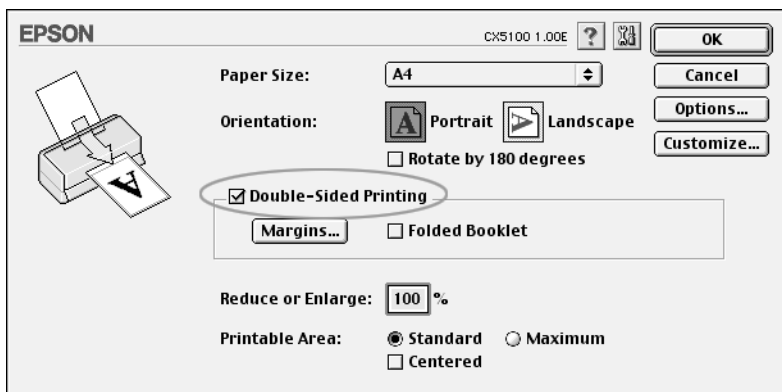 EPSON
CX5100 1.00E ?
OK
Paper Size: A4
Cancel
Orientation: A Portrait A Landscape
Options...
Rotate by 180 degrees
Customize...
A
Double-Sided Printing
Margins... Folded Booklet
Reduce or Enlarge: 100 %
Printable Area: Standard Maximum
Centered